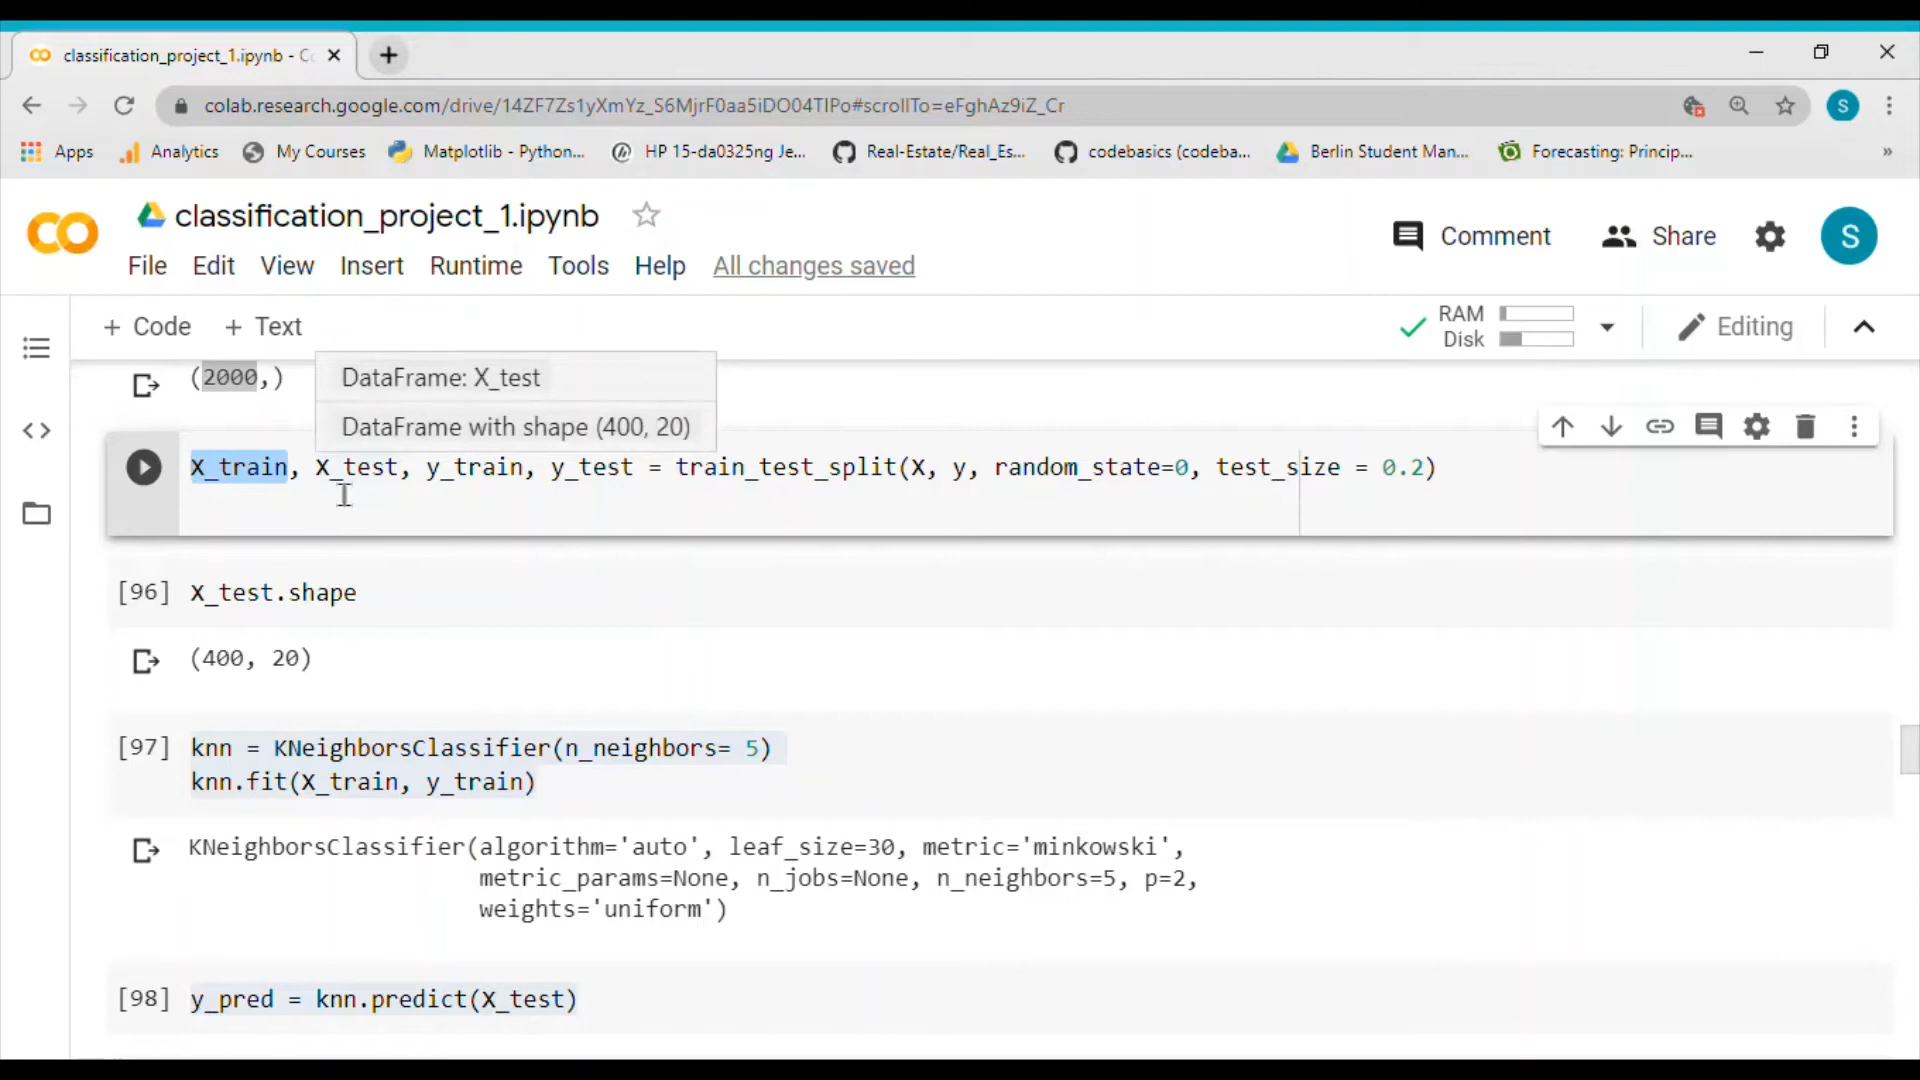 classification_project_1.ipynb - C
colab.research.google.com/drive/14ZF7Zs1yXmYz_S6MjrF0aa5iDO04TIPo#scrollTo=eFghAz9iZ_Cr
S
Apps
Analytics
My Courses
Matplotlib - Python...
HP 15-da0325ng Je...
Real-Estate/Real_Es...
codebasics (codeba...
Berlin Student Man...
Forecasting: Princip...
»
classification_project_1.ipynb
Comment
Share
S
File Edit View Insert Runtime Tools Help All changes saved
+ Code + Text
RAM
Disk
Editing
(2000,)
DataFrame: X_test
DataFrame with shape (400, 20)
X_train, X_test, y_train, y_test = train_test_split(X, y, random_state=0, test_size = 0.2)
[96] X_test.shape
(400, 20)
[97] knn = KNeighborsClassifier(n_neighbors= 5)
knn.fit(X_train, y_train)
KNeighborsClassifier(algorithm='auto', leaf_size=30, metric='minkowski',
metric_params=None, n_jobs=None, n_neighbors=5, p=2,
weights='uniform')
[98] y_pred = knn.predict(X_test)